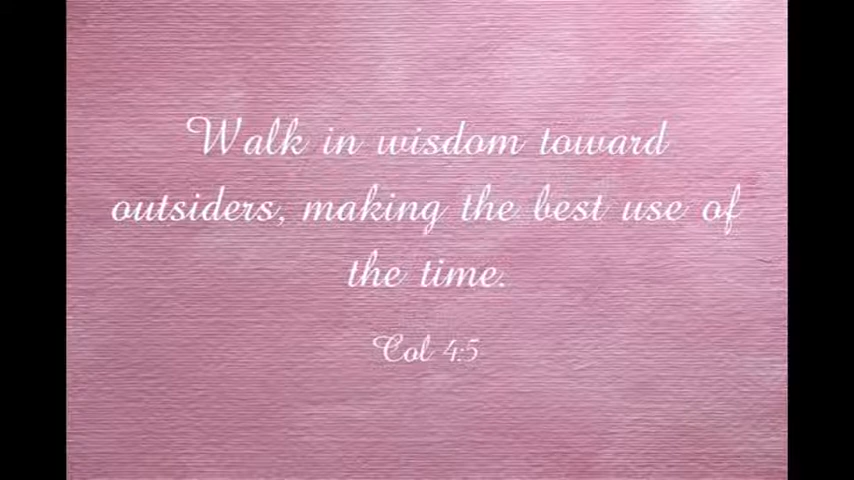 Walk in wisdom toward
outsiders, making the best use of
the time.
Col 4:5